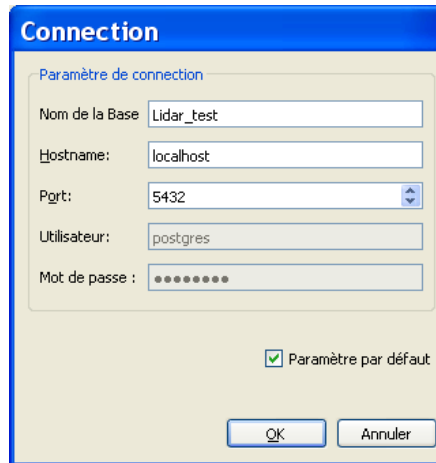 Connection
Paramètre de connection
Nom de la Base Lidar_test
Hostname: localhost
Port: 5432
Utilisateur: postgres
Mot de passe : ●●●●●●●●
Paramètre par défaut
OK Annuler